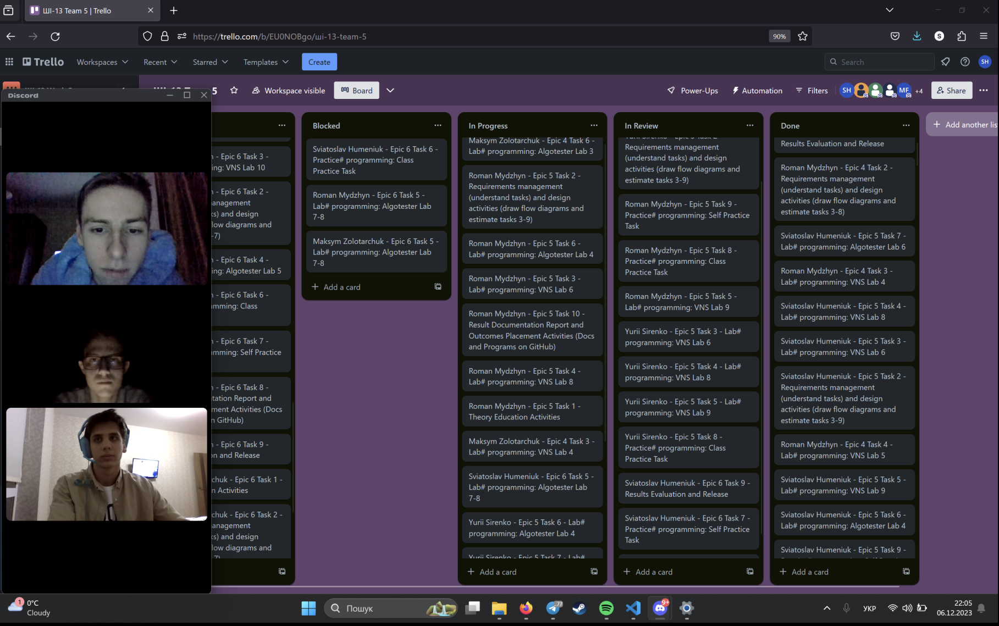 ШІ-13 Team 5 | Trello
https://trello.com/b/EU0NOBgo/ші-13-team-5
90%
S
Trello
Workspaces
Recent
Starred
Templates
Create
Search
SH
5
Workspace visible
Board
Power-Ups
Automation
Filters
SH
MF
+4
Share
Discord
- Epic 6 Task 3 -
ing: VNS Lab 10
- Epic 6 Task 2 -
anagement
ks) and design
low diagrams and
-7)
- Epic 6 Task 4 -
ing: Algotester Lab 5
- Epic 6 Task 6 -
mming: Class
- Epic 6 Task 7 -
mming: Self Practice
- Epic 6 Task 8 -
tation Report and
ment Activities (Docs
n GitHub)
- Epic 6 Task 9 -
on and Release
chuk - Epic 6 Task 1 -
n Activities
chuk - Epic 6 Task 2 -
anagement
ks) and design
low diagrams and
-7)
Blocked
Sviatoslav Humeniuk - Epic 6 Task 6 -
Practice# programming: Class
Practice Task
Roman Mydzhyn - Epic 6 Task 5 -
Lab# programming: Algotester Lab
7-8
Maksym Zolotarchuk - Epic 6 Task 5 -
Lab# programming: Algotester Lab
7-8
Add a card
In Progress
Maksym Zolotarchuk - Epic 4 Task 6 -
Lab# programming: Algotester Lab 3
Roman Mydzhyn - Epic 5 Task 2 -
Requirements management
(understand tasks) and design
activities (draw flow diagrams and
estimate tasks 3-9)
Roman Mydzhyn - Epic 5 Task 6 -
Lab# programming: Algotester Lab 4
Roman Mydzhyn - Epic 5 Task 3 -
Lab# programming: VNS Lab 6
Roman Mydzhyn - Epic 5 Task 10 -
Result Documentation Report and
Outcomes Placement Activities (Docs
and Programs on GitHub)
Roman Mydzhyn - Epic 5 Task 4 -
Lab# programming: VNS Lab 8
Roman Mydzhyn - Epic 5 Task 1 -
Theory Education Activities
Maksym Zolotarchuk - Epic 4 Task 3 -
Lab# programming: VNS Lab 4
Sviatoslav Humeniuk - Epic 6 Task 5 -
Lab# programming: Algotester Lab
7-8
Yurii Sirenko - Epic 5 Task 6 - Lab#
programming: Algotester Lab 4
Yurii Sirenko - Epic 5 Task 7 - Lab#
Add a card
In Review
Yurii Sirenko - Epic 5 Task 2 -
Requirements management
(understand tasks) and design
activities (draw flow diagrams and
estimate tasks 3-9)
Roman Mydzhyn - Epic 5 Task 9 -
Practice# programming: Self Practice
Task
Roman Mydzhyn - Epic 5 Task 8 -
Practice# programming: Class
Practice Task
Roman Mydzhyn - Epic 5 Task 5 -
Lab# programming: VNS Lab 9
Yurii Sirenko - Epic 5 Task 3 - Lab#
programming: VNS Lab 6
Yurii Sirenko - Epic 5 Task 4 - Lab#
programming: VNS Lab 8
Yurii Sirenko - Epic 5 Task 5 - Lab#
programming: VNS Lab 9
Yurii Sirenko - Epic 5 Task 8 -
Practice# programming: Class
Practice Task
Sviatoslav Humeniuk - Epic 6 Task 9 -
Results Evaluation and Release
Sviatoslav Humeniuk - Epic 6 Task 7 -
Practice# programming: Self Practice
Task
Add a card
Done
Results Evaluation and Release
Roman Mydzhyn - Epic 4 Task 2 -
Requirements management
(understand tasks) and design
activities (draw flow diagrams and
estimate tasks 3-8)
Sviatoslav Humeniuk - Epic 5 Task 7 -
Lab# programming: Algotester Lab 6
Roman Mydzhyn - Epic 4 Task 3 -
Lab# programming: VNS Lab 4
Sviatoslav Humeniuk - Epic 5 Task 4 -
Lab# programming: VNS Lab 8
Sviatoslav Humeniuk - Epic 5 Task 3 -
Lab# programming: VNS Lab 6
Sviatoslav Humeniuk - Epic 5 Task 2 -
Requirements management
(understand tasks) and design
activities (draw flow diagrams and
estimate tasks 3-9)
Roman Mydzhyn - Epic 4 Task 4 -
Lab# programming: VNS Lab 5
Sviatoslav Humeniuk - Epic 5 Task 5 -
Lab# programming: VNS Lab 9
Sviatoslav Humeniuk - Epic 5 Task 6 -
Lab# programming: Algotester Lab 4
Sviatoslav Humeniuk - Epic 5 Task 9 -
Add a card
Add another lis
1
0°C
Cloudy
Пошук
77
9+
УКР
22:05
06.12.2023